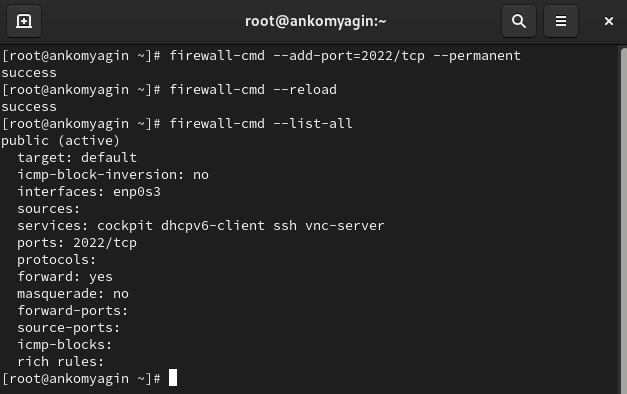 root@ankomyagin:~
[root@ankomyagin ~]# firewall-cmd --add-port=2022/tcp --permanent
success
[root@ankomyagin ~]# firewall-cmd --reload
success
[root@ankomyagin ~]# firewall-cmd --list-all
public (active)
  target: default
  icmp-block-inversion: no
  interfaces: enp0s3
  sources:
  services: cockpit dhcpv6-client ssh vnc-server
  ports: 2022/tcp
  protocols:
  forward: yes
  masquerade: no
  forward-ports:
  source-ports:
  icmp-blocks:
  rich rules:
[root@ankomyagin ~]#